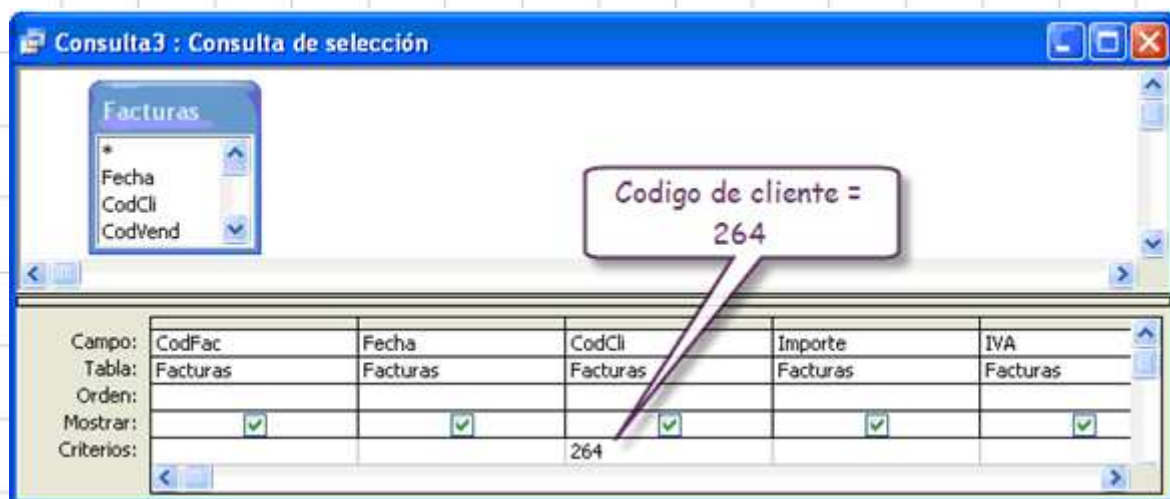 Consulta3 : Consulta de selección
Facturas
*
Fecha
CodCli
CodVend
Codigo de cliente =
264
Campo: CodFac Fecha CodCli Importe IVA
Tabla: Facturas Facturas Facturas Facturas Facturas
Orden:
Mostrar:
Criterios: 264